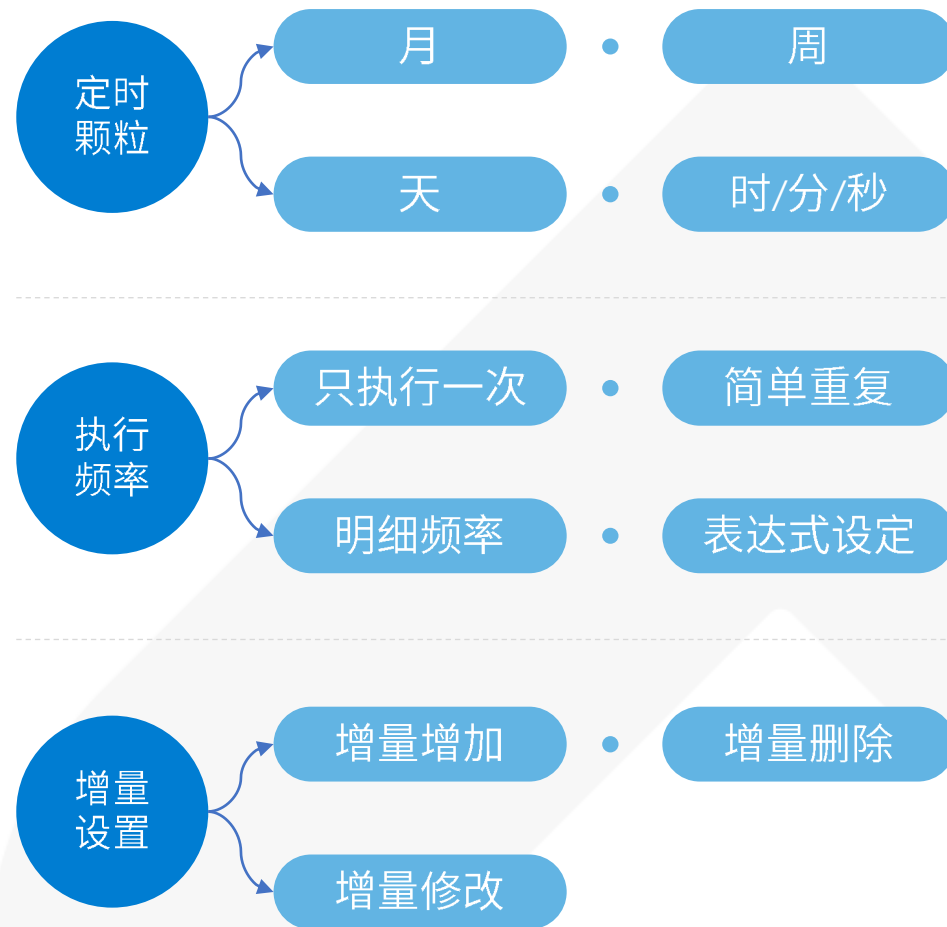 定时
颗粒
月
周
天
时/分/秒
执行
频率
只执行一次
简单重复
明细频率
表达式设定
增量
设置
增量增加
增量删除
增量修改